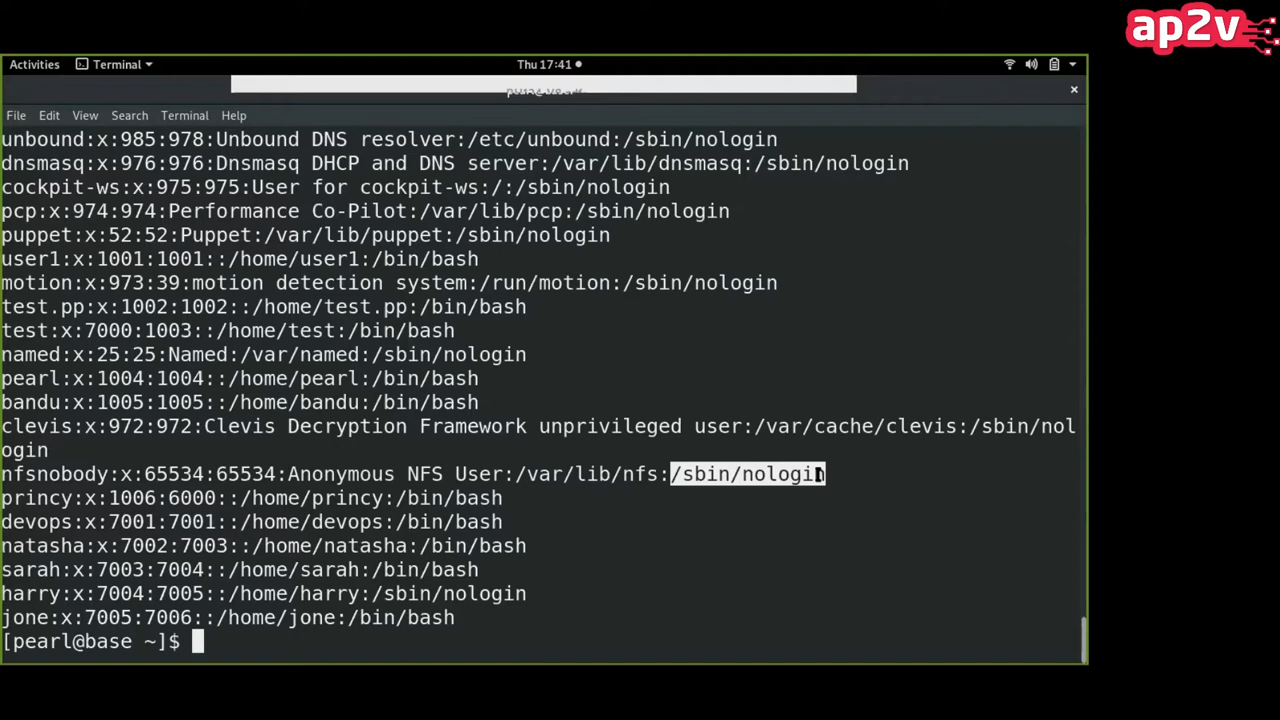 ap2v
Activities Terminal Thu 17:41
File Edit View Search Terminal Help
unbound:x:985:978:Unbound DNS resolver:/etc/unbound:/sbin/nologin
dnsmasq:x:976:976:Dnsmasq DHCP and DNS server:/var/lib/dnsmasq:/sbin/nologin
cockpit-ws:x:975:975:User for cockpit-ws:/:/sbin/nologin
pcp:x:974:974:Performance Co-Pilot:/var/lib/pcp:/sbin/nologin
puppet:x:52:52:Puppet:/var/lib/puppet:/sbin/nologin
user1:x:1001:1001::/home/user1:/bin/bash
motion:x:973:39:motion detection system:/run/motion:/sbin/nologin
test.pp:x:1002:1002::/home/test.pp:/bin/bash
test:x:7000:1003::/home/test:/bin/bash
named:x:25:25:Named:/var/named:/sbin/nologin
pearl:x:1004:1004::/home/pearl:/bin/bash
bandu:x:1005:1005::/home/bandu:/bin/bash
clevis:x:972:972:Clevis Decryption Framework unprivileged user:/var/cache/clevis:/sbin/nol
ogin
nfsnobody:x:65534:65534:Anonymous NFS User:/var/lib/nfs:/sbin/nologin
princy:x:1006:6000::/home/princy:/bin/bash
devops:x:7001:7001::/home/devops:/bin/bash
natasha:x:7002:7003::/home/natasha:/bin/bash
sarah:x:7003:7004::/home/sarah:/bin/bash
harry:x:7004:7005::/home/harry:/sbin/nologin
jone:x:7005:7006::/home/jone:/bin/bash
[pearl@base ~]$